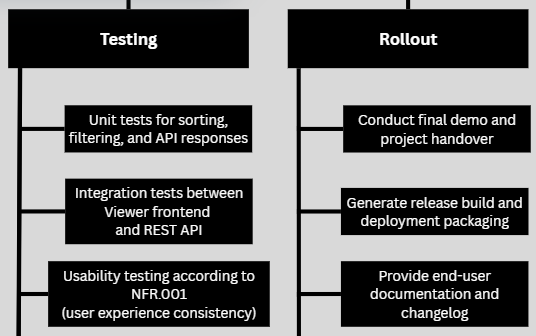 Testing
Unit tests for sorting,
filtering, and API responses
Integration tests between
Viewer frontend
and REST API
Usability testing according to
NFR.001
(user experience consistency)
Rollout
Conduct final demo and
project handover
Generate release build and
deployment packaging
Provide end-user
documentation and
changelog